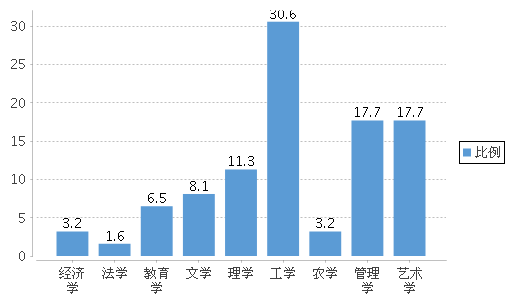 30
25
20
15
10
5
0
3.2
1.6
6.5
8.1
11.3
30.6
3.2
17.7
17.7
经济
学
法学
教育
学
文学
理学
工学
农学
管理
学
艺术
学
比例